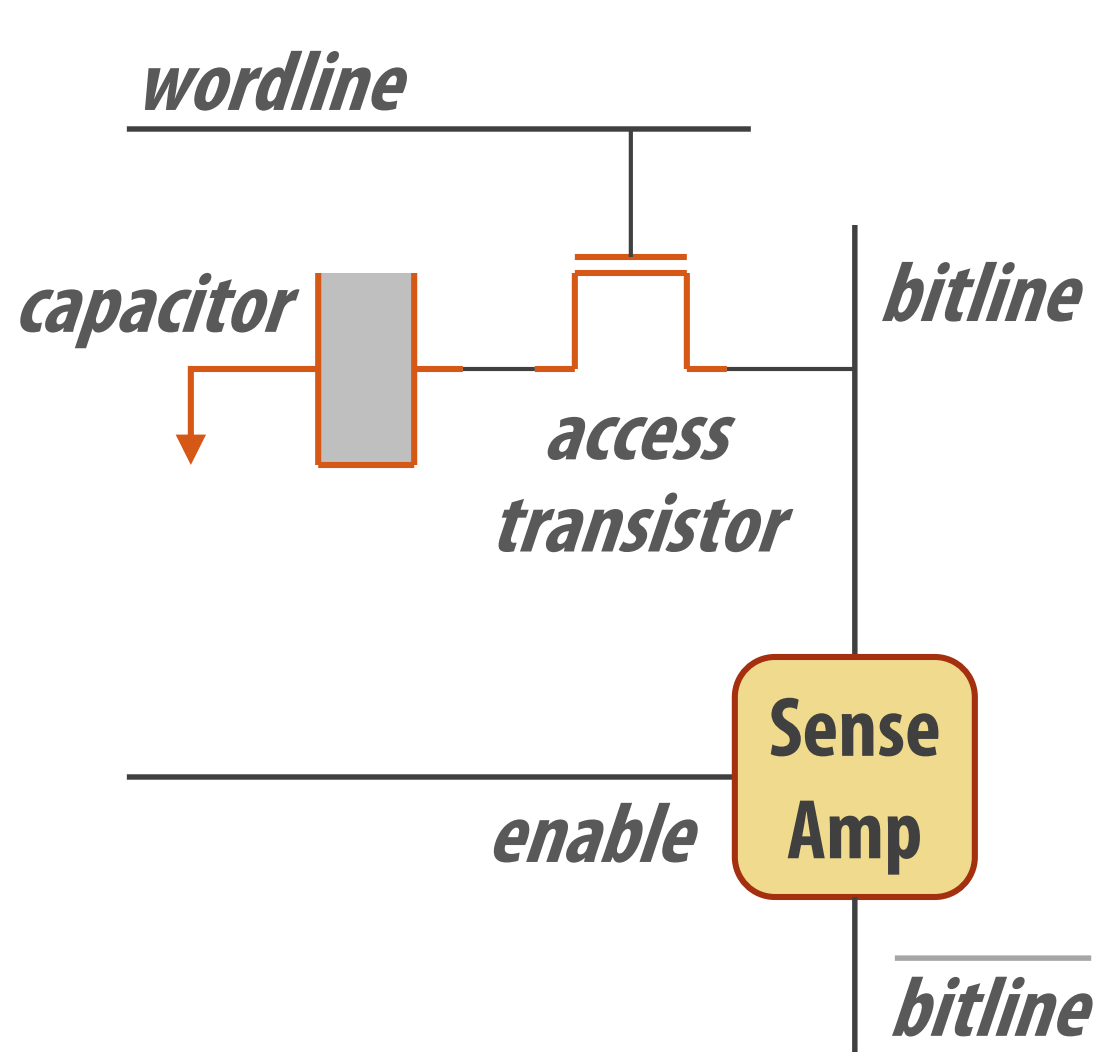 wordline
capacitor
bitline
access
transistor
Sense
Amp
enable
bitline